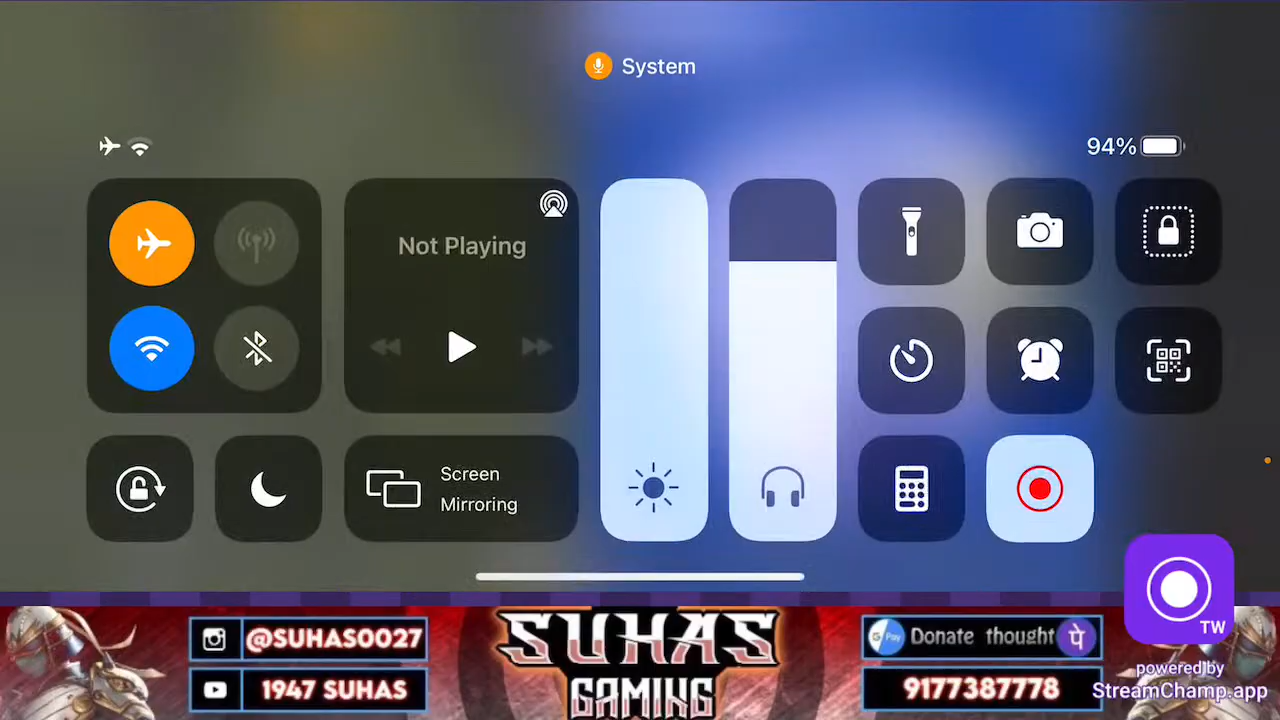 System
94%
Not Playing
Screen
Mirroring
@SUHAS0027
1947 SUHAS
SUHAS
GAMING
G Pay
Donate thought
पे
9177387778
TW
powered by
StreamChamp.app